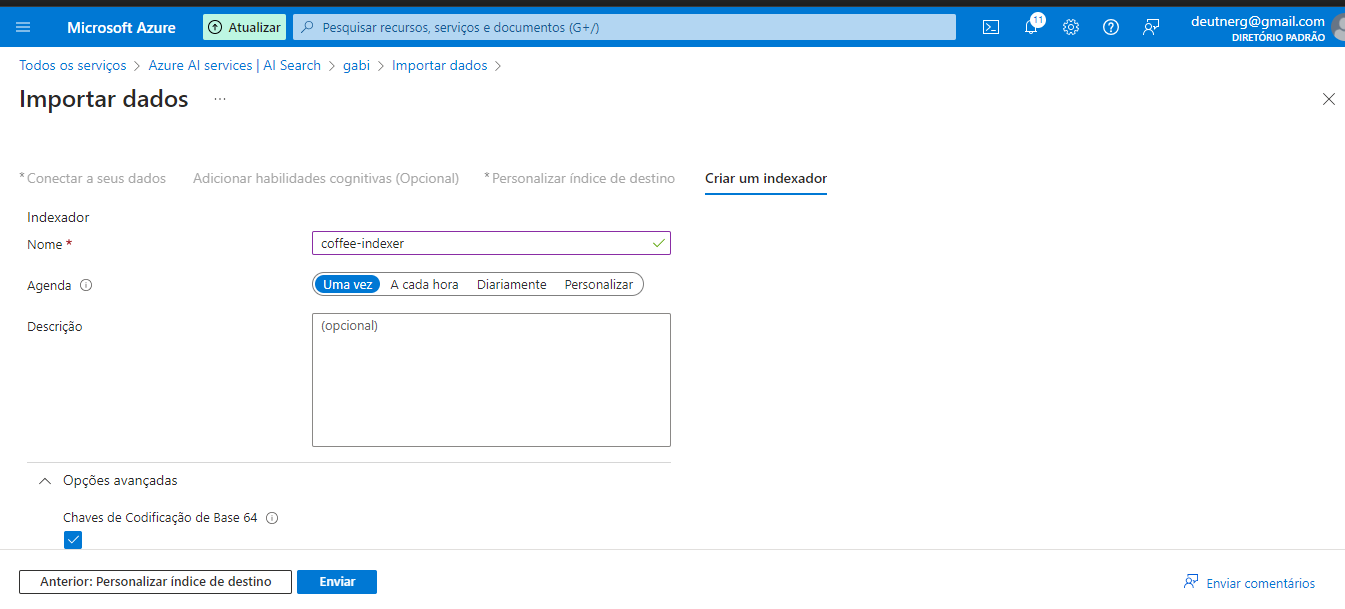 Microsoft Azure
Atualizar
Pesquisar recursos, serviços e documentos (G+/)
11
deutnerg@gmail.com
DIRETÓRIO PADRÃO
Todos os serviços > Azure AI services | AI Search > gabi > Importar dados >
Importar dados ...
* Conectar a seus dados
Adicionar habilidades cognitivas (Opcional)
* Personalizar índice de destino
Criar um indexador
Indexador
Nome *
coffee-indexer
Agenda
Uma vez
A cada hora
Diariamente
Personalizar
Descrição
(opcional)
Opções avançadas
Chaves de Codificação de Base 64
Anterior: Personalizar índice de destino
Enviar
Enviar comentários